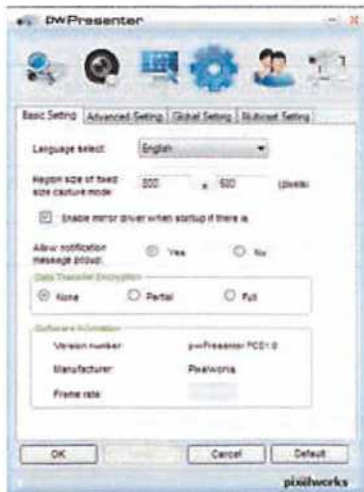 pwPresenter
Basic Setting Advanced Setting Global Setting Multicast Setting
Language select: English
Region size of fixed size capture mode: 800 x 600 (pixels)
Enable mirror driver when startup if there is
Allow notification message popup: Yes No
Data Transfer Encryption
None Partial Full
Software Information
Version number: pwPresenter
Manufacturer: Pixelworks
Frame rate:
OK Cancel Default
pixelworks